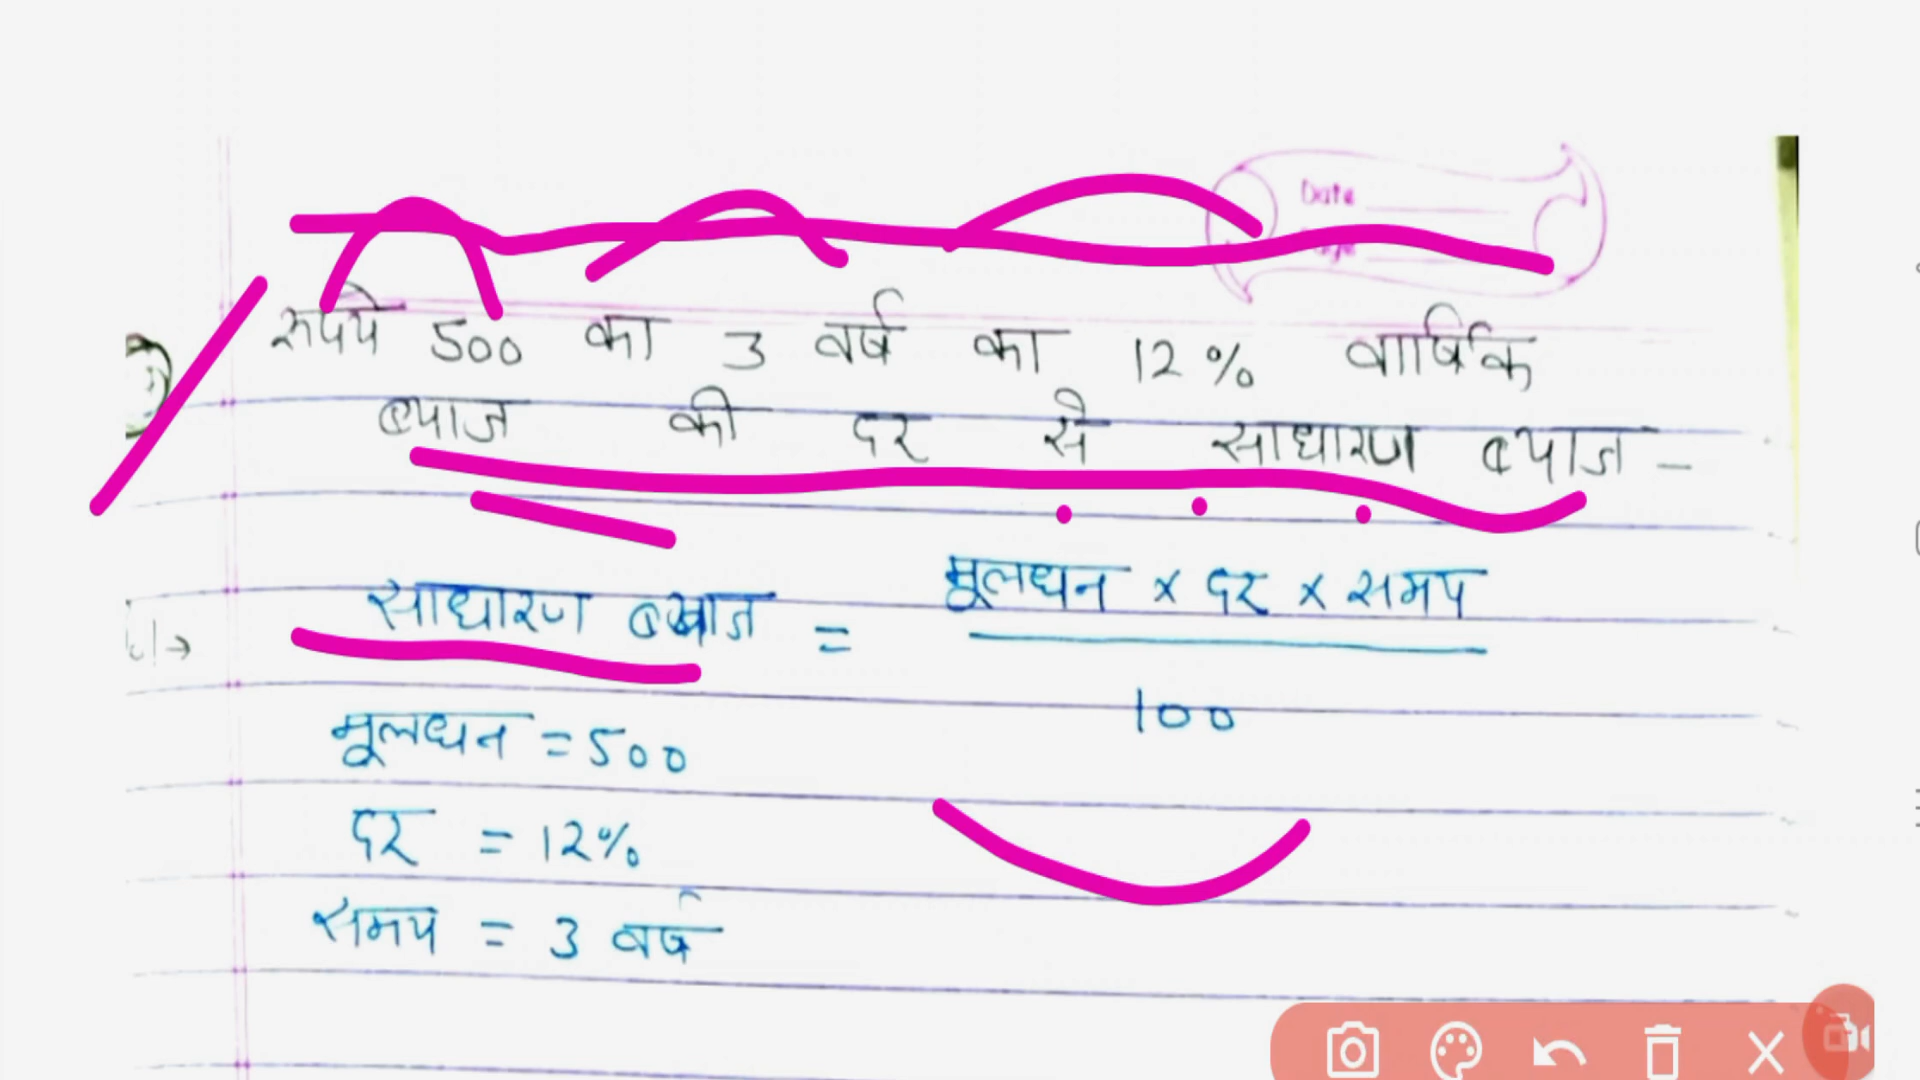 Date
रुपये 500 का 3 वर्ष का 12% वार्षिक
ब्याज की दर से साधारण ब्याज –
साधारण ब्याज = मूलधन × दर × समय
100
मूलधन = 500
दर = 12%
समय = 3 वर्ष